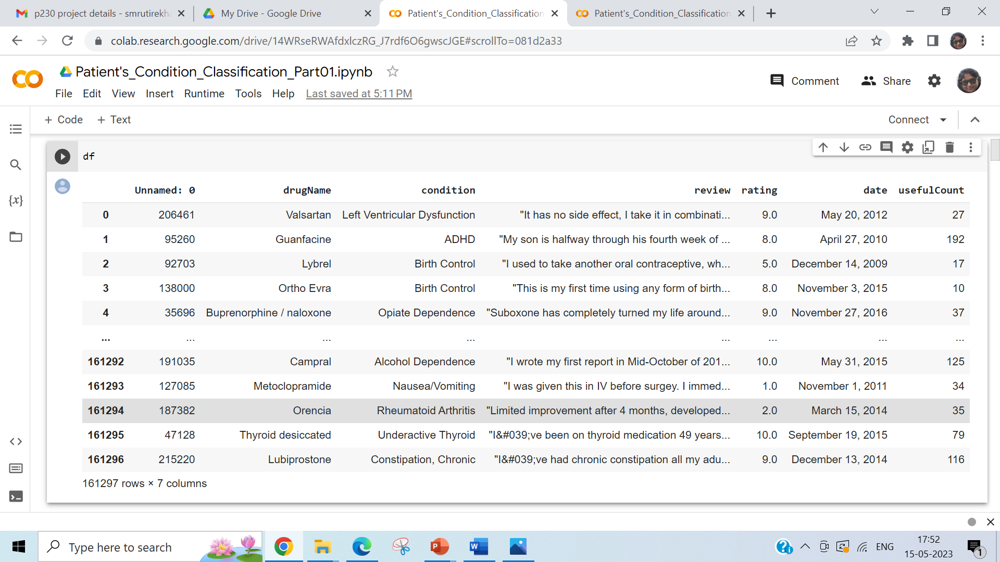 p230 project details - smrutirekh
My Drive - Google Drive
Patient's_Condition_Classification
Patient's_Condition_Classification
colab.research.google.com/drive/14WRseRWAfdxlczRG_J7rdf6O6gwscJGE#scrollTo=081d2a33
Patient's_Condition_Classification_Part01.ipynb
Comment Share
File Edit View Insert Runtime Tools Help Last saved at 5:11 PM
+ Code + Text Connect
df
Unnamed: 0 drugName condition review rating date usefulCount
0 206461 Valsartan Left Ventricular Dysfunction "It has no side effect, I take it in combinati... 9.0 May 20, 2012 27
1 95260 Guanfacine ADHD "My son is halfway through his fourth week of ... 8.0 April 27, 2010 192
2 92703 Lybrel Birth Control "I used to take another oral contraceptive, wh... 5.0 December 14, 2009 17
3 138000 Ortho Evra Birth Control "This is my first time using any form of birth... 8.0 November 3, 2015 10
4 35696 Buprenorphine / naloxone Opiate Dependence "Suboxone has completely turned my life around... 9.0 November 27, 2016 37
... ... ... ... ... ... ... ...
161292 191035 Campral Alcohol Dependence "I wrote my first report in Mid-October of 201... 10.0 May 31, 2015 125
161293 127085 Metoclopramide Nausea/Vomiting "I was given this in IV before surgey. I immed... 1.0 November 1, 2011 34
161294 187382 Orencia Rheumatoid Arthritis "Limited improvement after 4 months, developed... 2.0 March 15, 2014 35
161295 47128 Thyroid desiccated Underactive Thyroid "I&#039;ve been on thyroid medication 49 years... 10.0 September 19, 2015 79
161296 215220 Lubiprostone Constipation, Chronic "I&#039;ve had chronic constipation all my adu... 9.0 December 13, 2014 116
161297 rows × 7 columns
Type here to search
ENG
17:52
15-05-2023
1